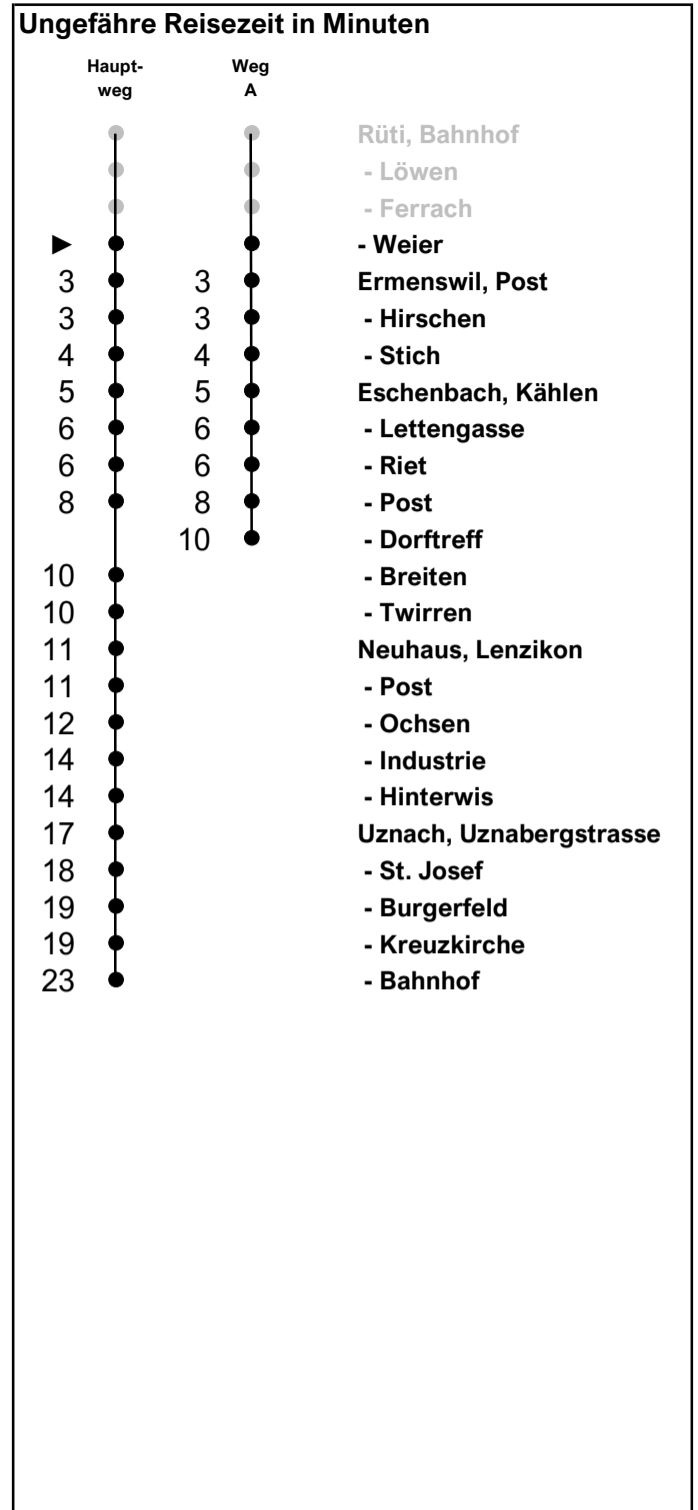 Ungefähre Reisezeit in Minuten
Haupt- Weg
weg A
Rüti, Bahnhof
- Löwen
- Ferrach
► - Weier
3 3 Ermenswil, Post
3 3 - Hirschen
4 4 - Stich
5 5 Eschenbach, Kählen
6 6 - Lettengasse
6 6 - Riet
8 8 - Post
10 - Dorftreff
10 - Breiten
10 - Twirren
11 Neuhaus, Lenzikon
11 - Post
12 - Ochsen
14 - Industrie
14 - Hinterwis
17 Uznach, Uznabergstrasse
18 - St. Josef
19 - Burgerfeld
19 - Kreuzkirche
23 - Bahnhof